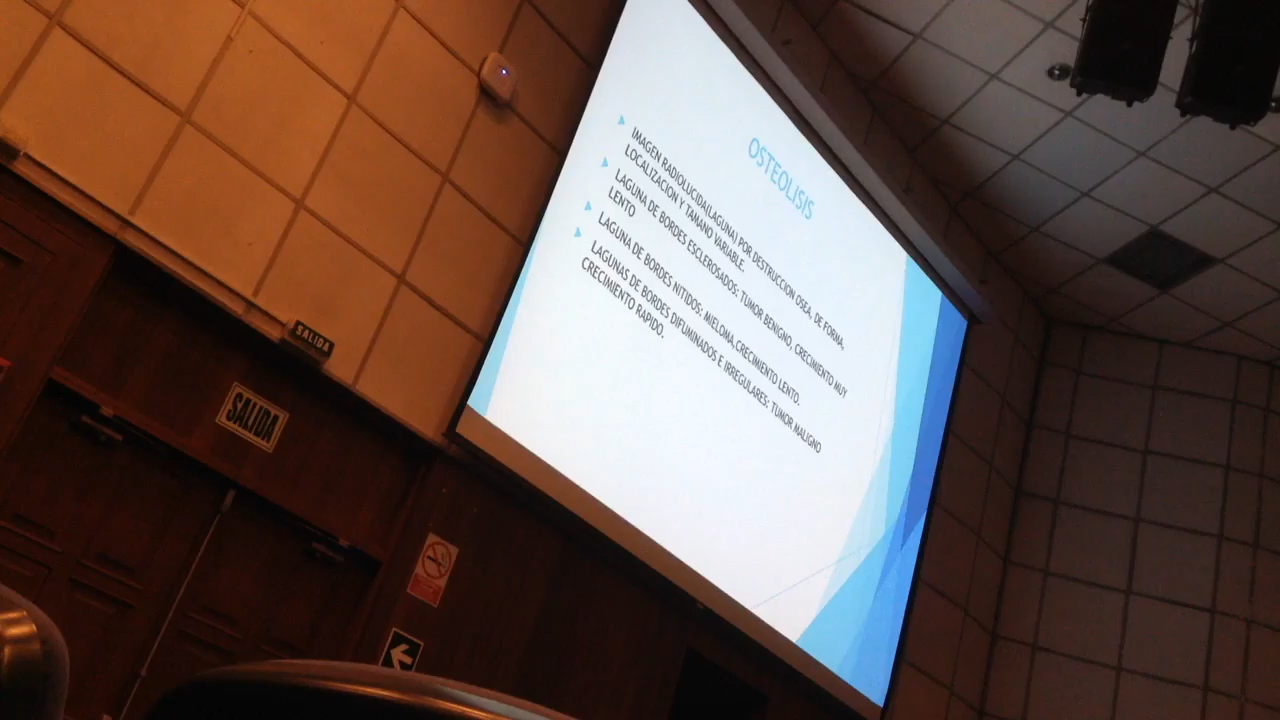 OSTEOLISIS
IMAGEN RADIOLUCIDA(LAGUNA) POR DESTRUCCION OSEA, DE FORMA,
LOCALIZACION Y TAMANO VARIABLE.
LAGUNA DE BORDES ESCLEROSADOS: TUMOR BENIGNO, CRECIMIENTO MUY
LENTO
LAGUNA DE BORDES NITIDOS: MIELOMA,CRECIMIENTO LENTO.
LAGUNAS DE BORDES DIFUMINADOS E IRREGULARES: TUMOR MALIGNO
CRECIMIENTO RAPIDO.
SALIDA
SALIDA